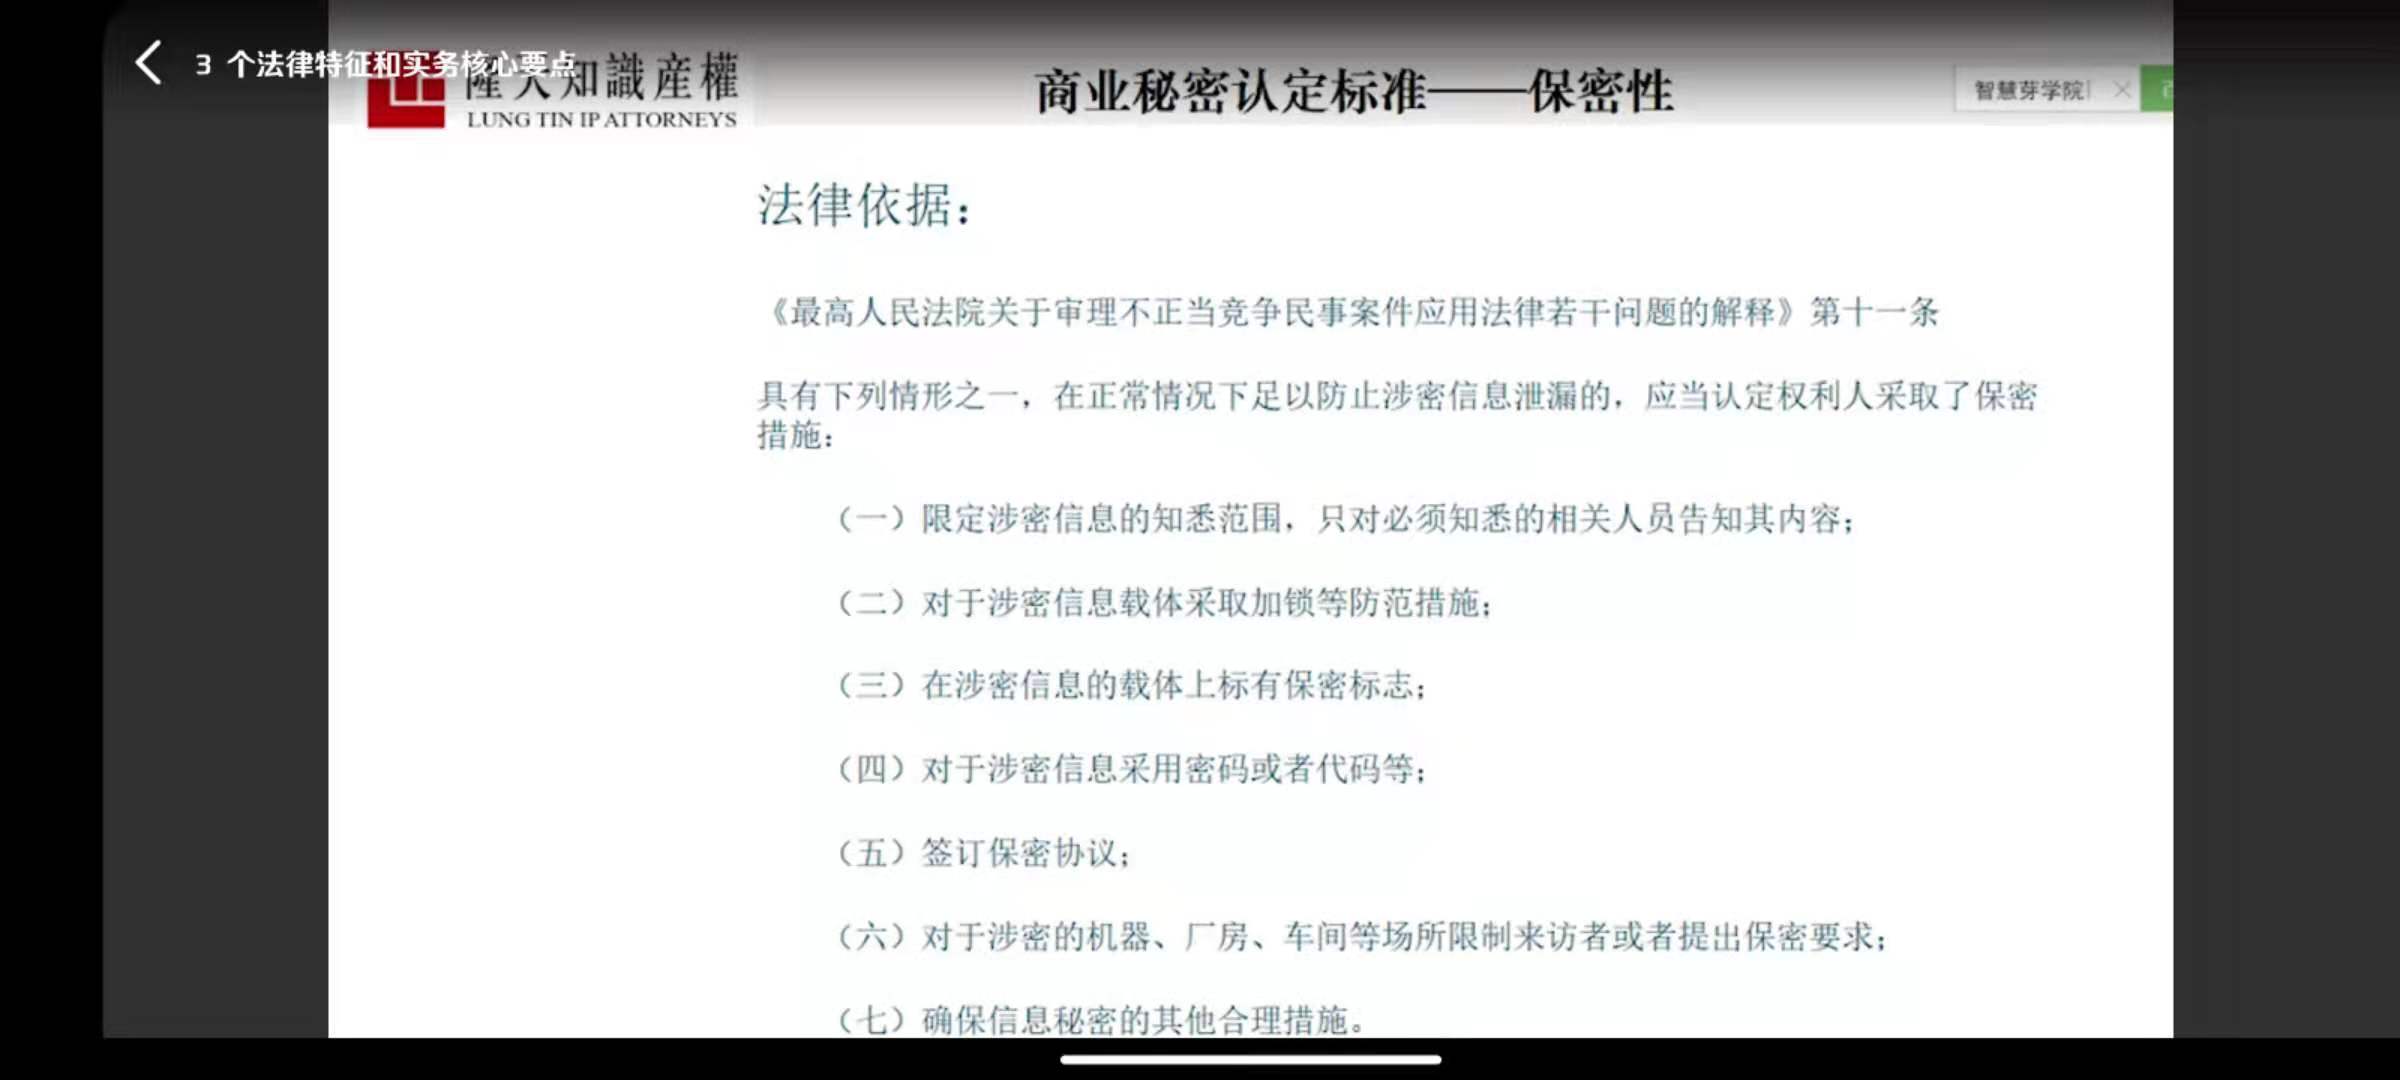 3 个法律特征和实务核心要点
隆天知識産權
LUNG TIN IP ATTORNEYS
商业秘密认定标准——保密性
智慧芽学院
法律依据：
《最高人民法院关于审理不正当竞争民事案件应用法律若干问题的解释》第十一条
具有下列情形之一，在正常情况下足以防止涉密信息泄漏的，应当认定权利人采取了保密
措施：
（一）限定涉密信息的知悉范围，只对必须知悉的相关人员告知其内容；
（二）对于涉密信息载体采取加锁等防范措施；
（三）在涉密信息的载体上标有保密标志；
（四）对于涉密信息采用密码或者代码等；
（五）签订保密协议；
（六）对于涉密的机器、厂房、车间等场所限制来访者或者提出保密要求；
（七）确保信息秘密的其他合理措施。